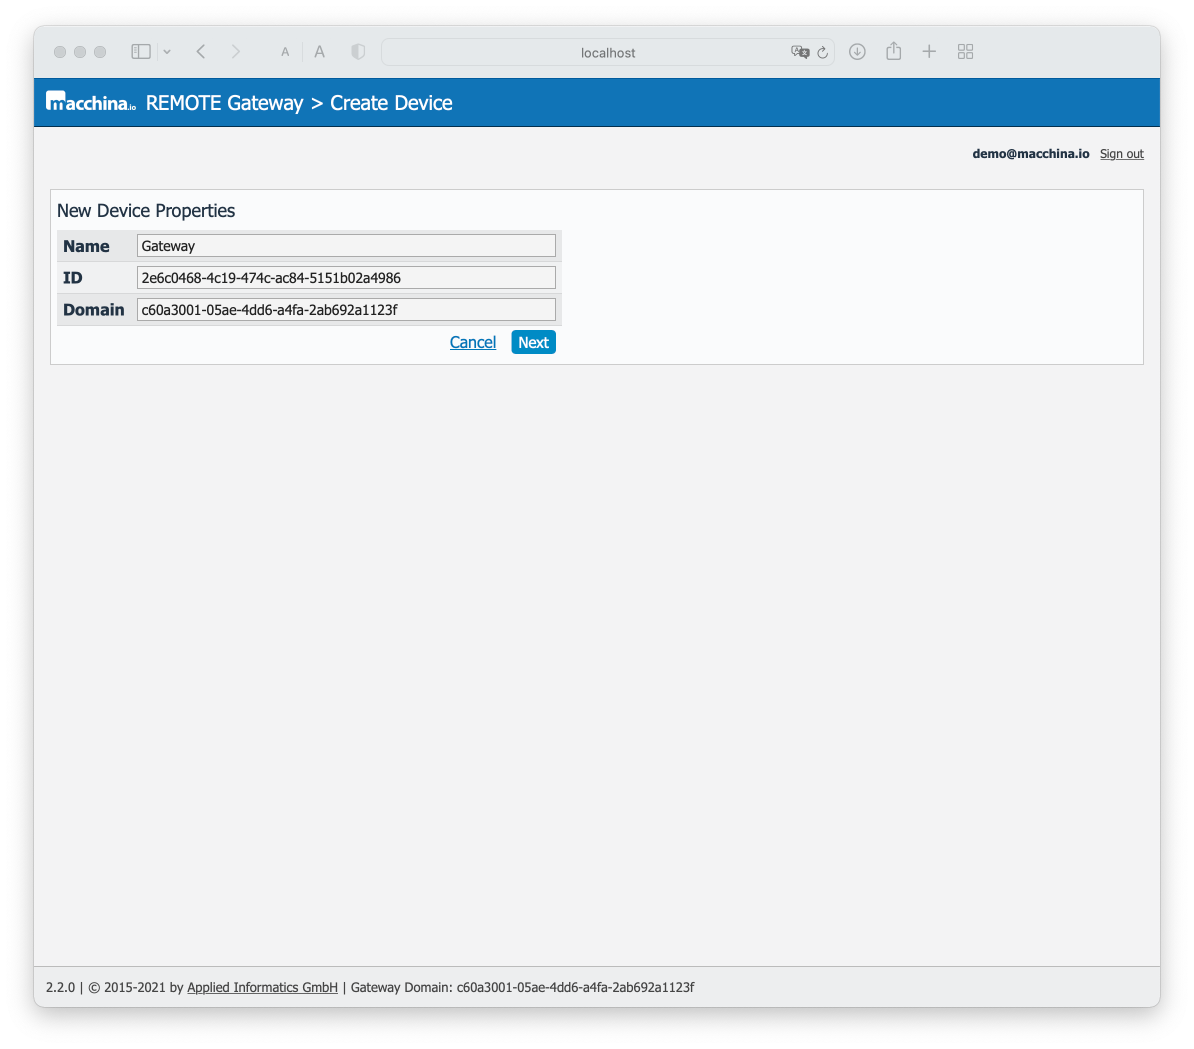 A A localhost
macchina.io REMOTE Gateway > Create Device
demo@macchina.io Sign out
New Device Properties
Name Gateway
ID 2e6c0468-4c19-474c-ac84-5151b02a4986
Domain c60a3001-05ae-4dd6-a4fa-2ab692a1123f
Cancel Next
2.2.0 | © 2015-2021 by Applied Informatics GmbH | Gateway Domain: c60a3001-05ae-4dd6-a4fa-2ab692a1123f